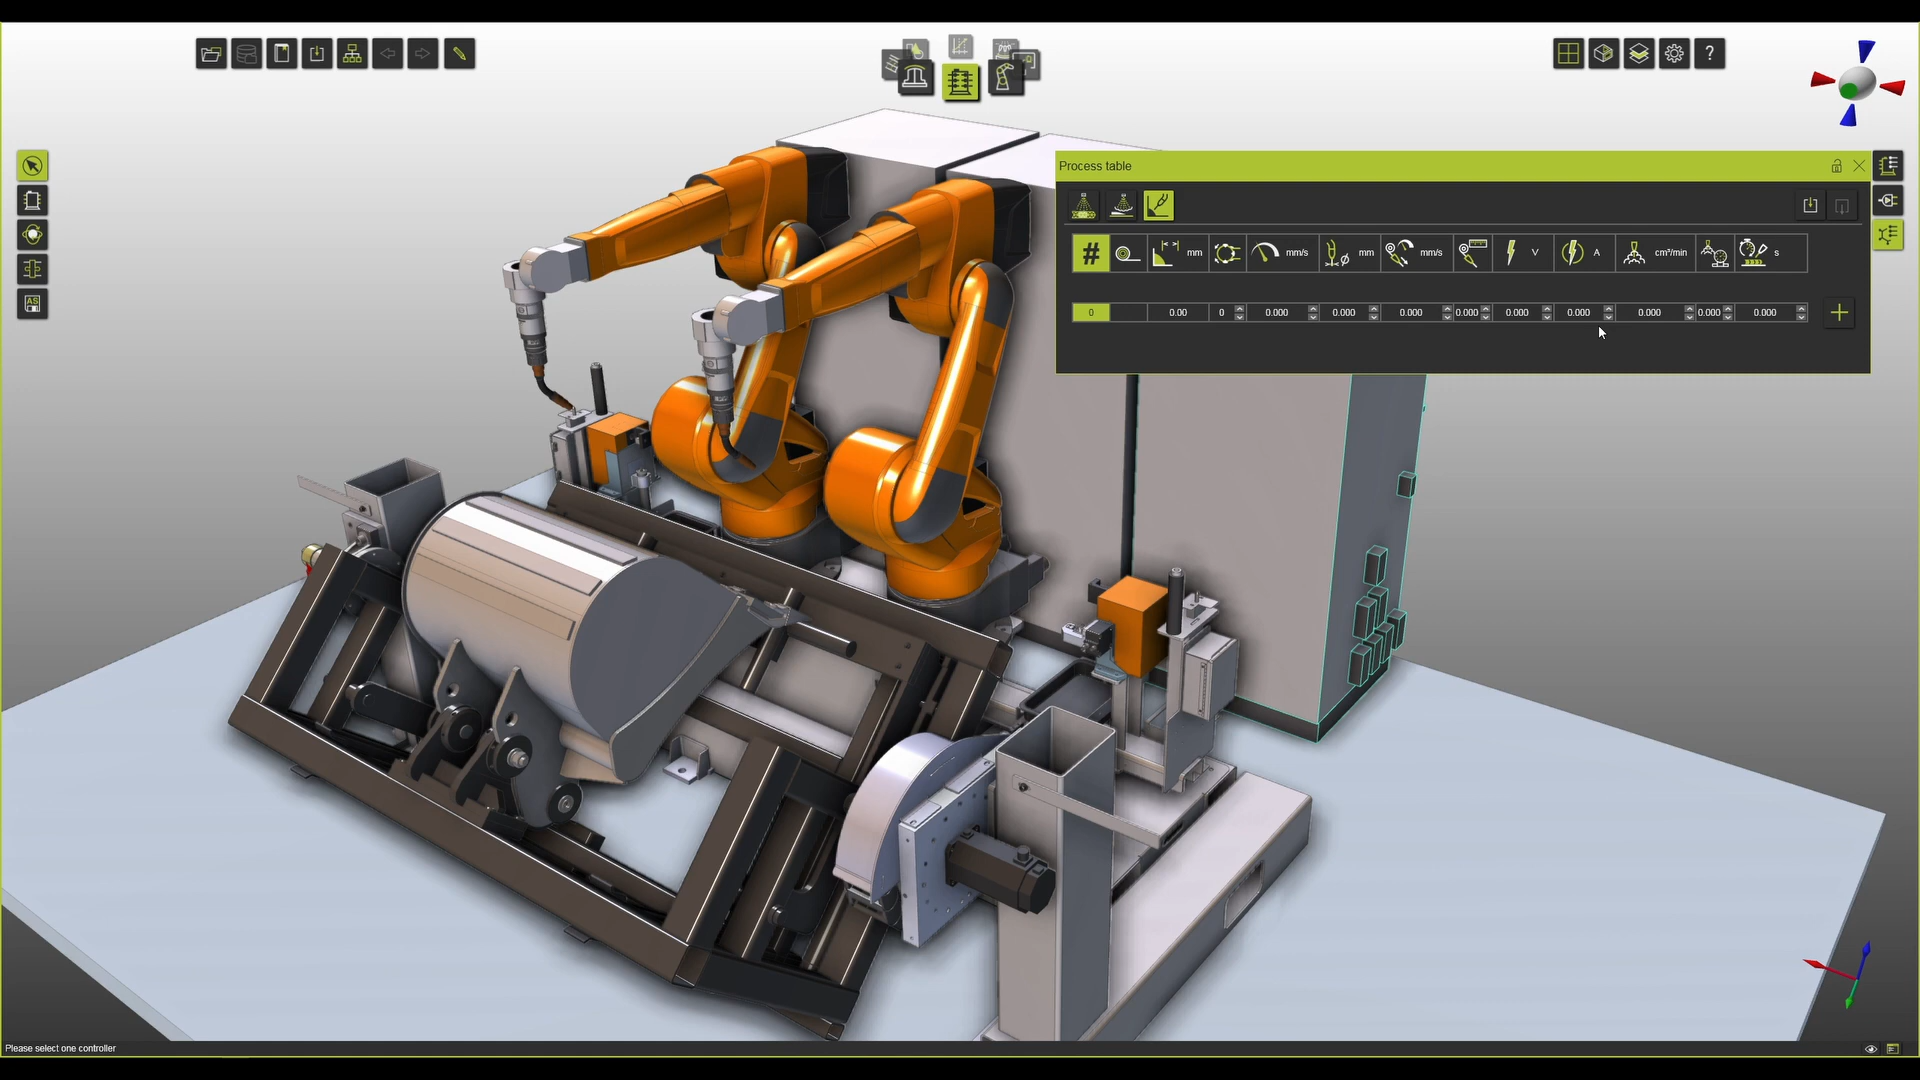 ?
Process table
# mm mm/s mm mm/s V A cm³/min s
0 0.00 0 0.000 0.000 0.000 0.000 0.000 0.000 0.000 0.000 0.000
AS
Please select one controller